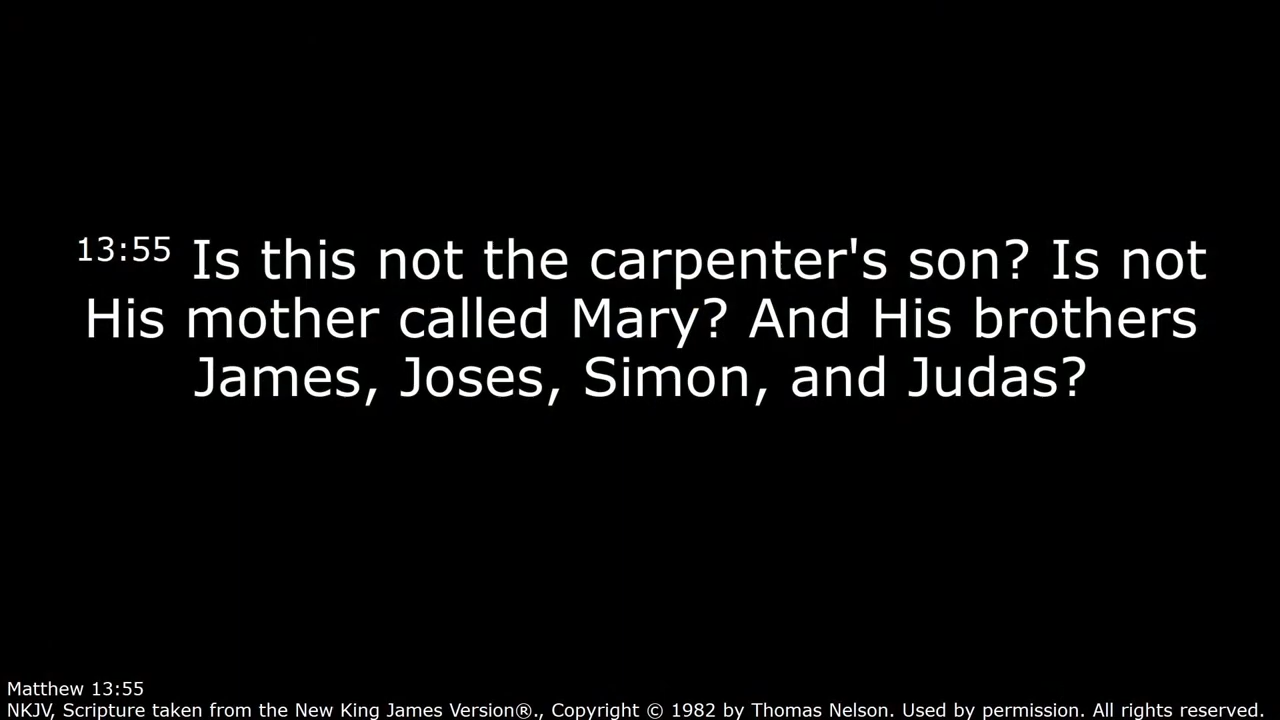 13:55 Is this not the carpenter's son? Is not
His mother called Mary? And His brothers
James, Joses, Simon, and Judas?
Matthew 13:55
NKJV, Scripture taken from the New King James Version®., Copyright © 1982 by Thomas Nelson. Used by permission. All rights reserved.